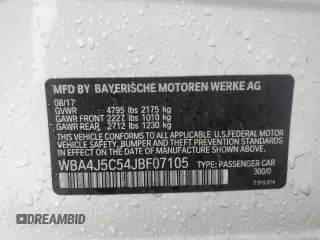 MFD BY BAYERISCHE MOTOREN WERKE AG
08/17
GVWR 4795 lbs 2175 kg
GAWR FRONT 2227 lbs 1010 kg
GAWR REAR 2712 lbs 1230 kg
THIS VEHICLE CONFORMS TO ALL APPLICABLE
FEDERAL MOTOR VEHICLE SAFETY, BUMPER
AND THEFT PREVENTION STANDARDS
IN EFFECT ON THE DATE OF
MANUFACTURE SHOWN ABOVE
WBA4J5C54JBF07105 TYPE: PASSENGER CAR
300/0
DREAMBID